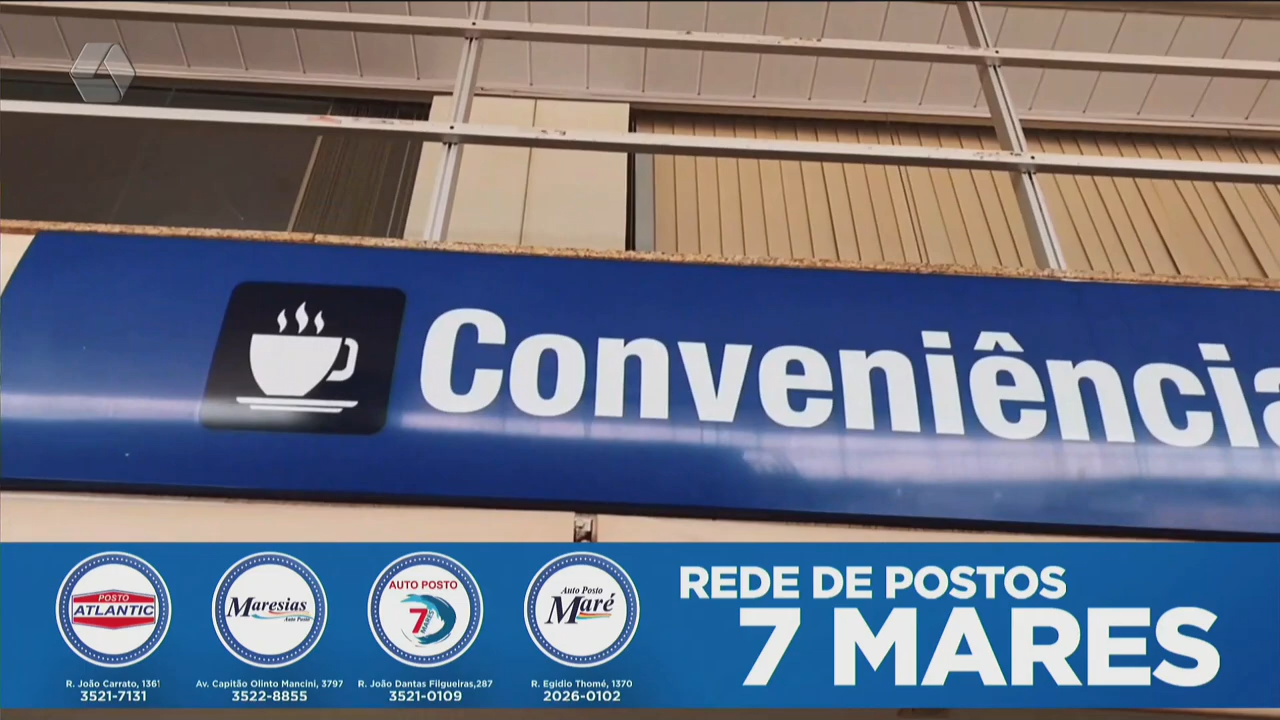 Conveniência
POSTO
ATLANTIC
R. João Carrato, 1361
3521-7131
Maresias
Auto Posto
Av. Capitão Olinto Mancini, 3797
3522-8855
AUTO POSTO
7
MARES
R. João Dantas Filgueiras,287
3521-0109
Auto Posto
Maré
R. Egidio Thomé, 1370
2026-0102
REDE DE POSTOS
7 MARES